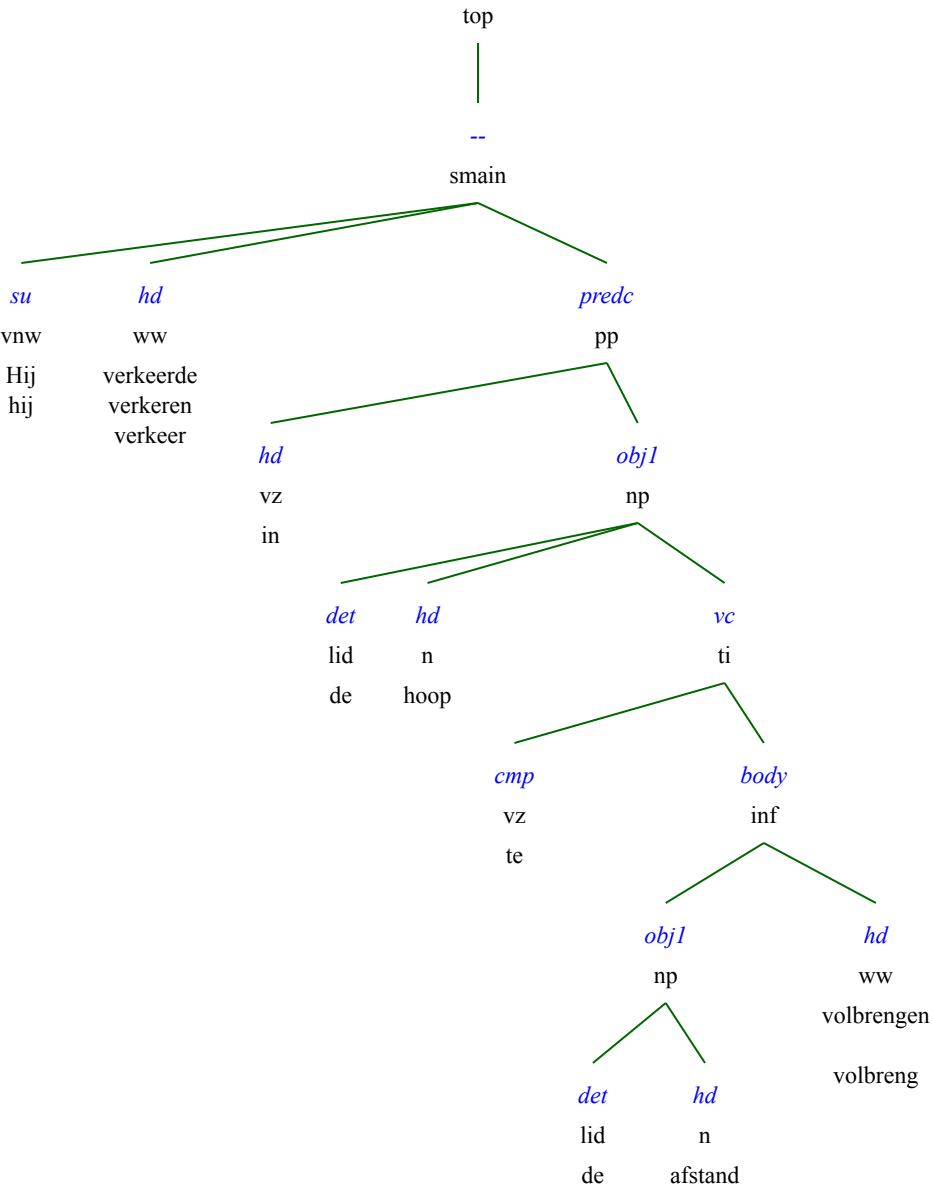 top
--
smain
su hd predc
vnw ww pp
Hij verkeerde
hij verkeren
verkeer
hd obj1
vz np
in
det hd vc
lid n ti
de hoop
cmp body
vz inf
te
obj1 hd
np ww
volbrengen
volbreng
det hd
lid n
de afstand